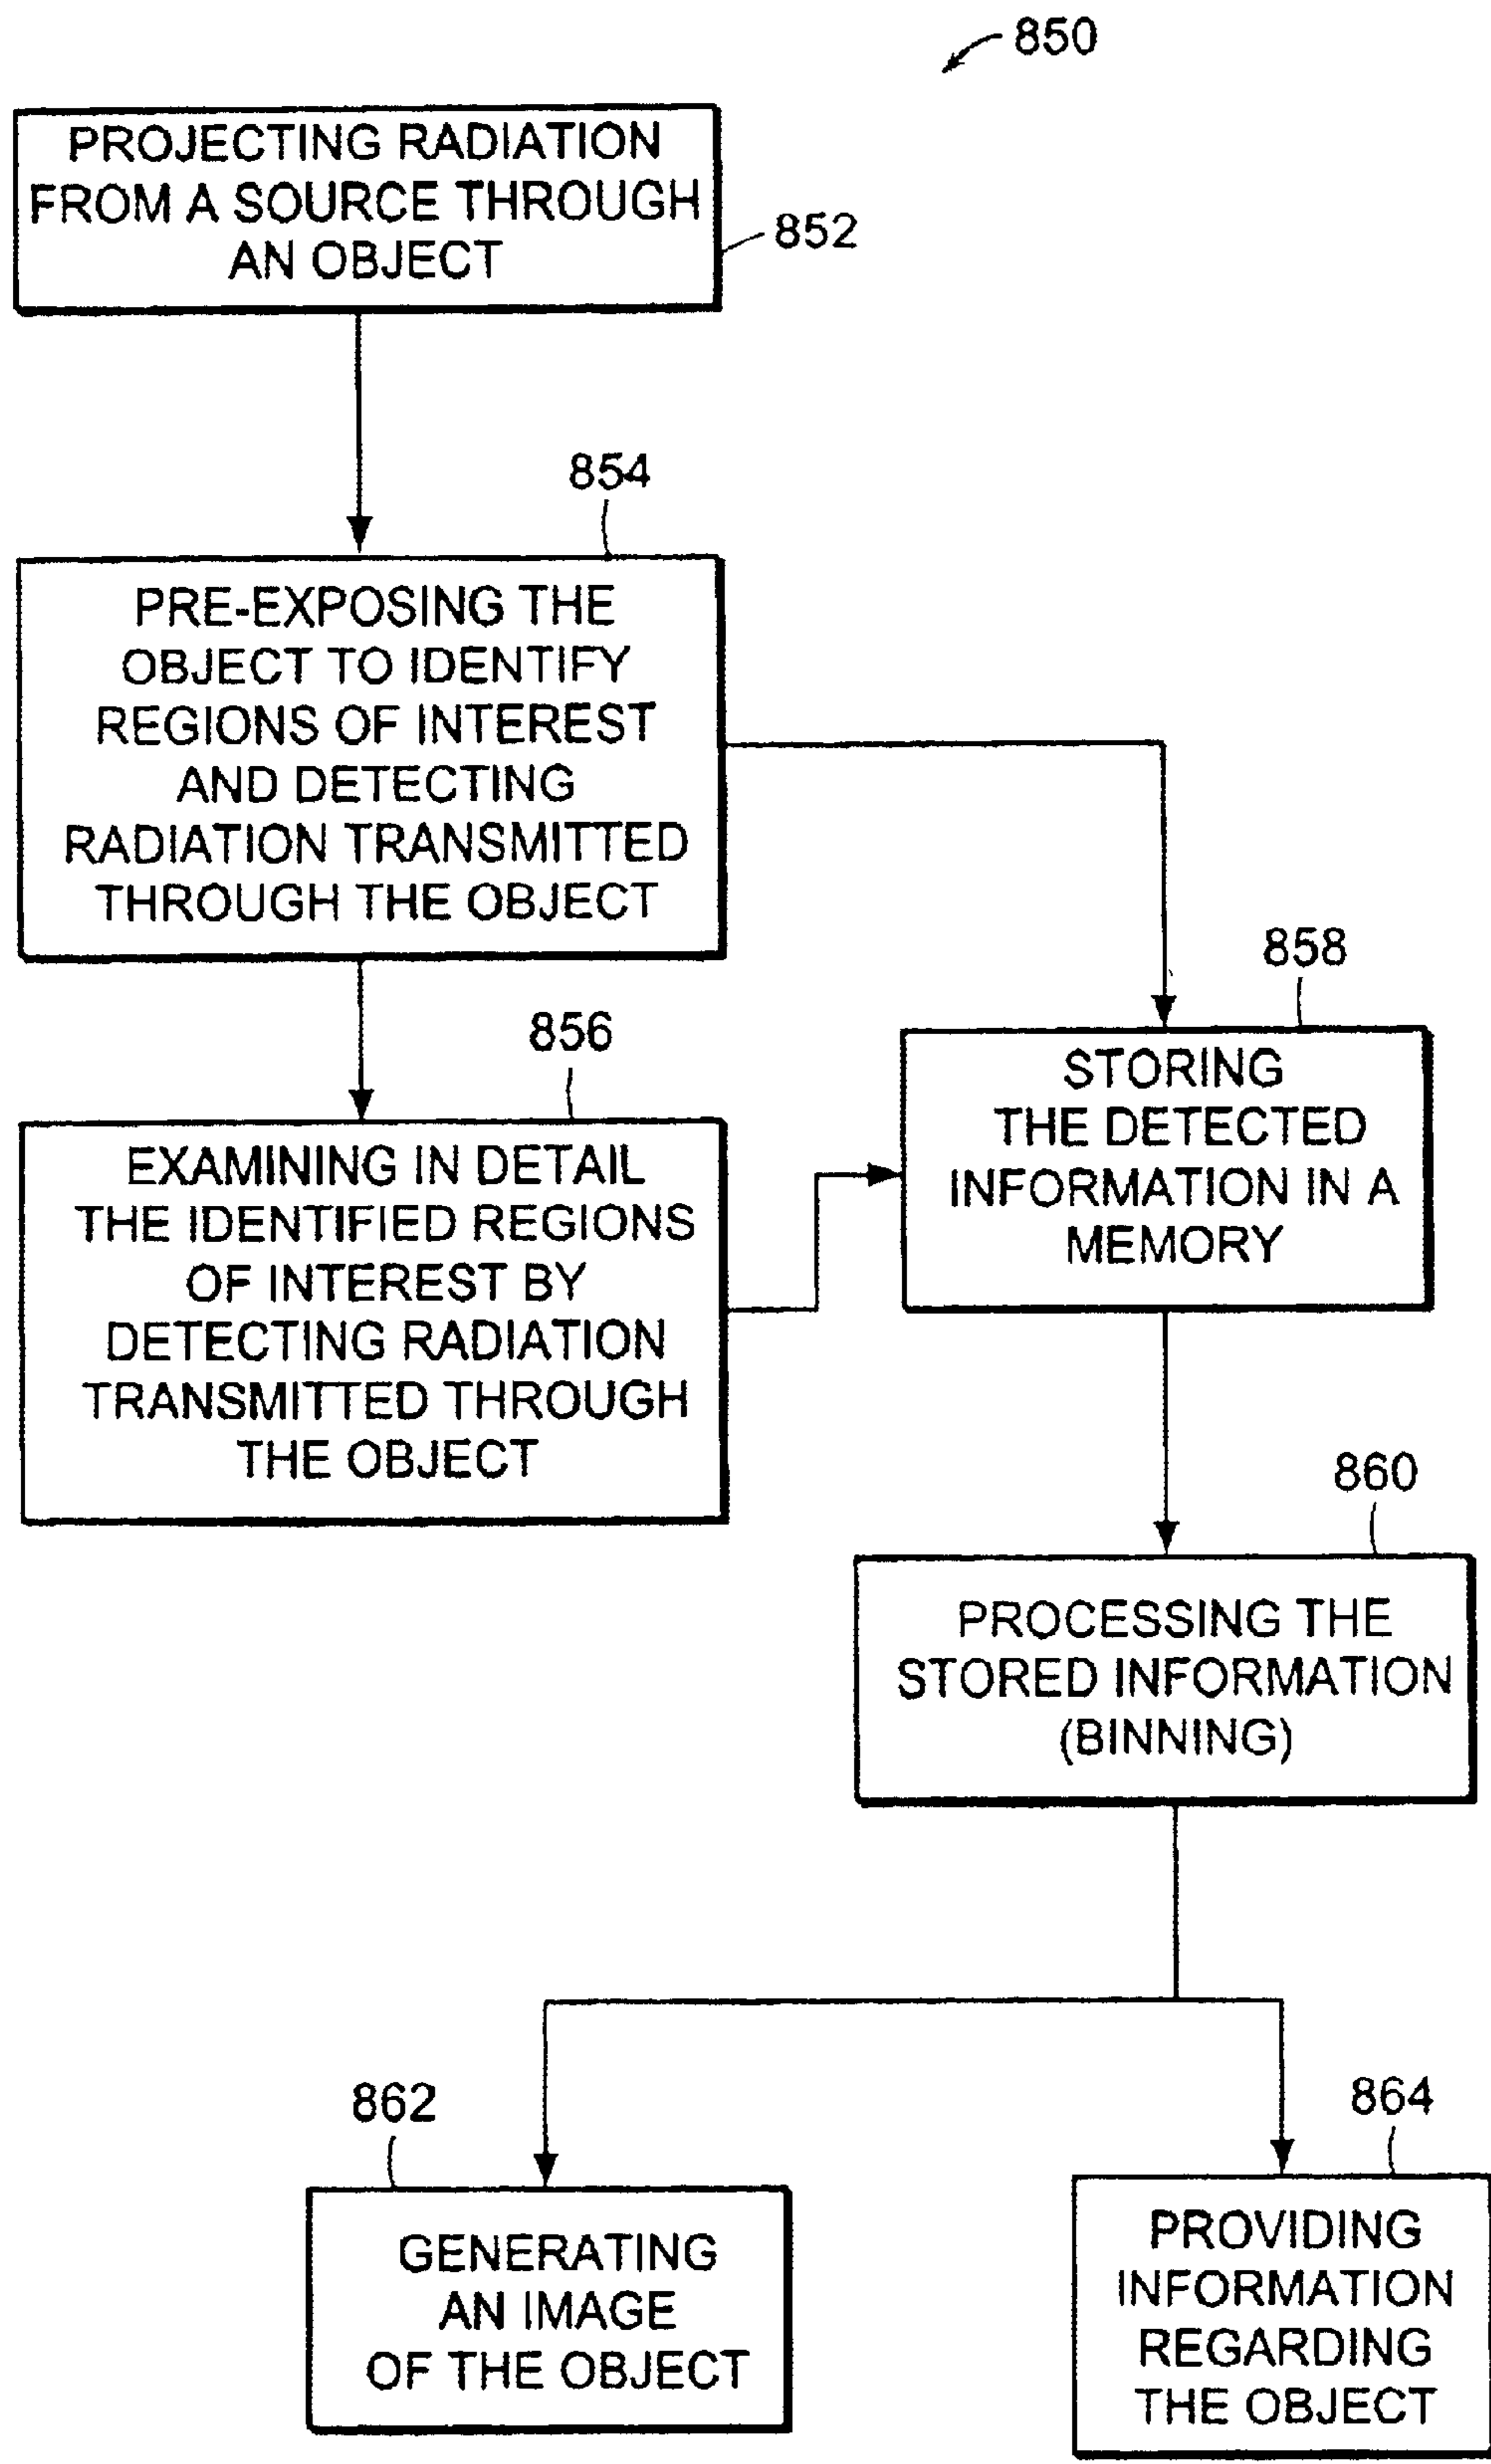 850
PROJECTING RADIATION
FROM A SOURCE THROUGH
AN OBJECT
852
854
PRE-EXPOSING THE
OBJECT TO IDENTIFY
REGIONS OF INTEREST
AND DETECTING
RADIATION TRANSMITTED
THROUGH THE OBJECT
856
EXAMINING IN DETAIL
THE IDENTIFIED REGIONS
OF INTEREST BY
DETECTING RADIATION
TRANSMITTED THROUGH
THE OBJECT
858
STORING
THE DETECTED
INFORMATION IN A
MEMORY
860
PROCESSING THE
STORED INFORMATION
(BINNING)
862
GENERATING
AN IMAGE
OF THE OBJECT
864
PROVIDING
INFORMATION
REGARDING
THE OBJECT